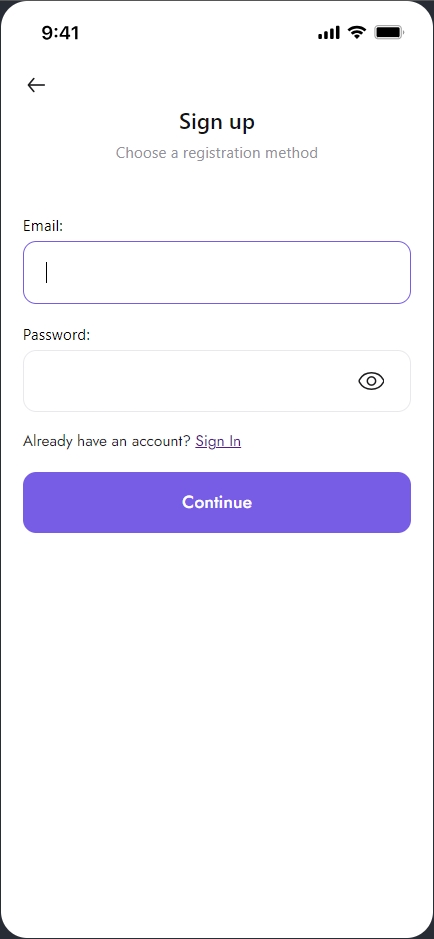 9:41
Sign up
Choose a registration method
Email:
Password:
Already have an account? Sign In
Continue